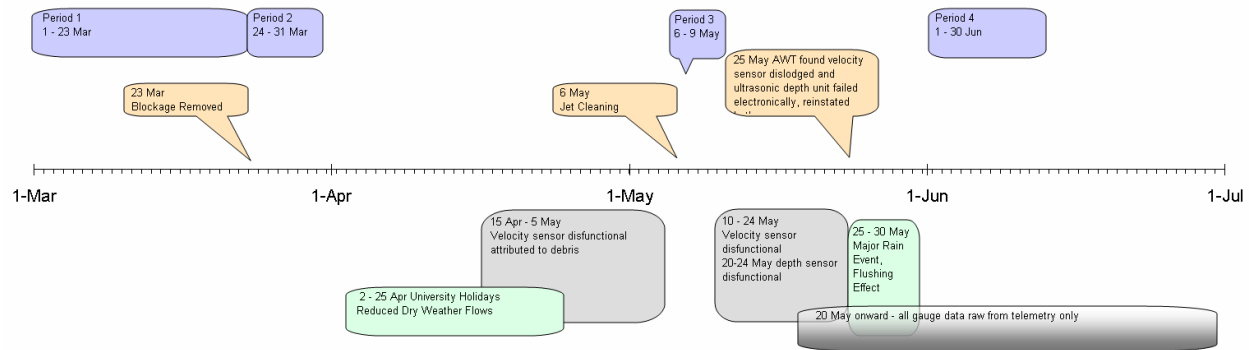 Period 1
1 - 23 Mar
Period 2
24 - 31 Mar
Period 3
6 - 9 May
Period 4
1 - 30 Jun
23 Mar
Blockage Removed
6 May
Jet Cleaning
25 May AWT found velocity
sensor dislodged and
ultrasonic depth unit failed
electronically, reinstated
1-Mar
1-Apr
1-May
1-Jun
1-Jul
15 Apr - 5 May
Velocity sensor disfunctional
attributed to debris
2 - 25 Apr University Holidays
Reduced Dry Weather Flows
10 - 24 May
Velocity sensor
disfunctional
20-24 May depth sensor
disfunctional
25 - 30 May
Major Rain
Event,
Flushing
Effect
20 May onward - all gauge data raw from telemetry only